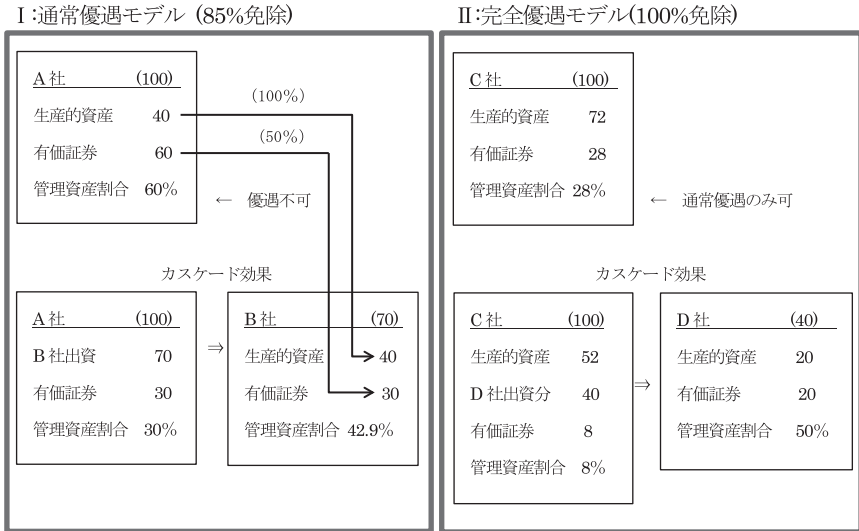 Ⅰ:通常優遇モデル (85%免除)
A 社 (100)
生産的資産 40
有価証券 60
管理資産割合 60%
(100%)
(50%)
← 優遇不可
カスケード効果
A 社 (100)
B 社出資 70
有価証券 30
管理資産割合 30%
⇒
B 社 (70)
生産的資産 40
有価証券 30
管理資産割合 42.9%
Ⅱ:完全優遇モデル(100%免除)
C 社 (100)
生産的資産 72
有価証券 28
管理資産割合 28%
← 通常優遇のみ可
カスケード効果
C 社 (100)
生産的資産 52
D 社出資分 40
有価証券 8
管理資産割合 8%
⇒
D 社 (40)
生産的資産 20
有価証券 20
管理資産割合 50%